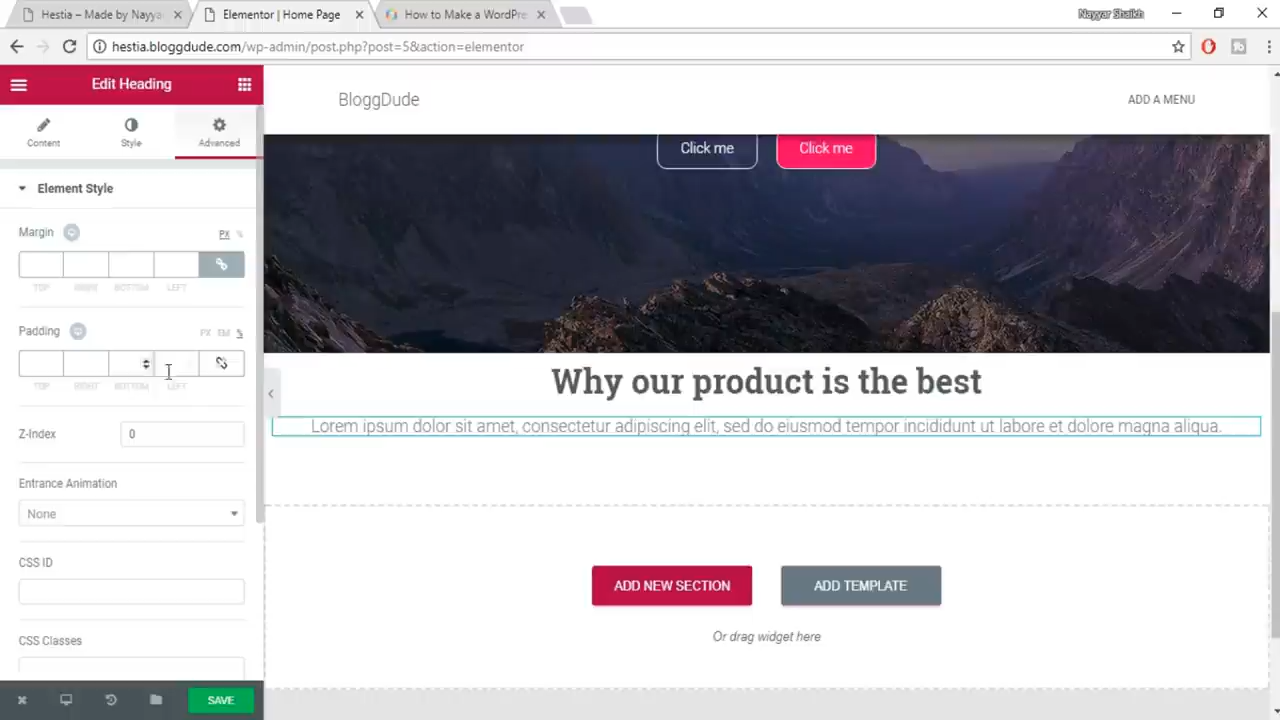 Hestia – Made by Nayya
Elementor | Home Page
How to Make a WordPre
Nayyar Shaikh
hestia.bloggdude.com/wp-admin/post.php?post=5&action=elementor
Edit Heading
Content
Style
Advanced
Element Style
Margin
PX
%
TOP
RIGHT
BOTTOM
LEFT
Padding
PX
EM
%
TOP
RIGHT
BOTTOM
LEFT
Z-Index
0
Entrance Animation
None
CSS ID
CSS Classes
SAVE
BloggDude
ADD A MENU
Click me
Click me
Why our product is the best
Lorem ipsum dolor sit amet, consectetur adipiscing elit, sed do eiusmod tempor incididunt ut labore et dolore magna aliqua.
ADD NEW SECTION
ADD TEMPLATE
Or drag widget here